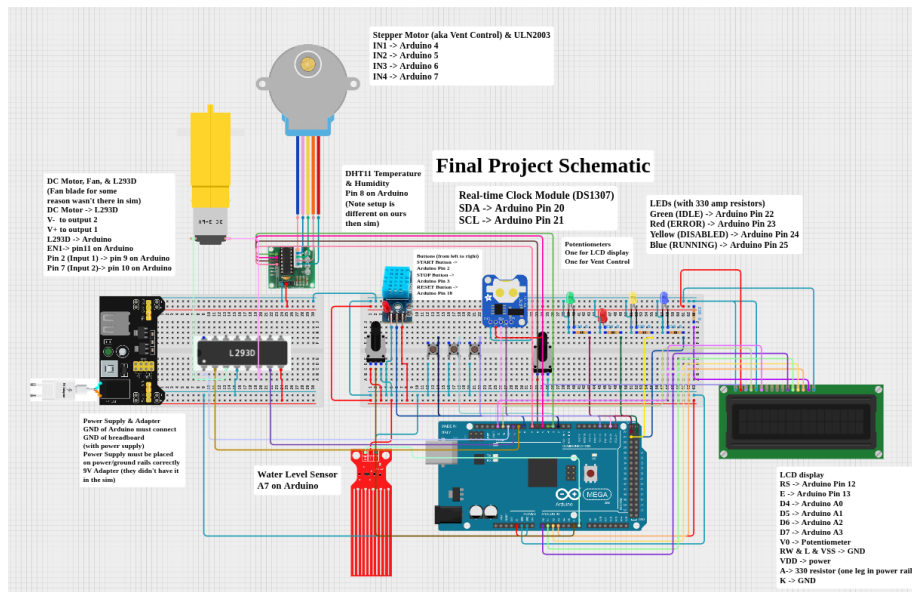 Stepper Motor (aka Vent Control) & ULN2003
IN1 -> Arduino 4
IN2 -> Arduino 5
IN3 -> Arduino 6
IN4 -> Arduino 7
Final Project Schematic
DHT11 Temperature
& Humidity
Pin 8 on Arduino
(Note setup is
different on ours
then sim)
DC Motor, Fan, & L293D
(Fan blade for some
reason wasn't there in sim)
DC Motor -> L293D
V- to output 2
V+ to output 1
L293D -> Arduino
EN1-> pin11 on Arduino
Pin 2 (Input 1) -> pin 9 on Arduino
Pin 7 (Input 2)-> pin 10 on Arduino
Real-time Clock Module (DS1307)
SDA -> Arduino Pin 20
SCL -> Arduino Pin 21
LEDs (with 330 amp resistors)
Green (IDLE) -> Arduino Pin 22
Red (ERROR) -> Arduino Pin 23
Yellow (DISABLED) -> Arduino Pin 24
Blue (RUNNING) -> Arduino Pin 25
Potentiometers
One for LCD display
One for Vent Control
Buttons (from left to right)
START Button ->
Arduino Pin 2
STOP Button ->
Arduino Pin 3
RESET Button ->
Arduino Pin 18
L293D
Power Supply & Adapter
GND of Arduino must connect
GND of breadboard
(with power supply)
Power Supply must be placed
on power/ground rails correctly
9V Adapter (they didn't have it
in the sim)
Water Level Sensor
A7 on Arduino
MEGA
Arduino
LCD display
RS -> Arduino Pin 12
E -> Arduino Pin 13
D4 -> Arduino A0
D5 -> Arduino A1
D6 -> Arduino A2
D7 -> Arduino A3
V0 -> Potentiometer
RW & L & VSS -> GND
VDD -> power
A-> 330 resistor (one leg in power rail
K -> GND